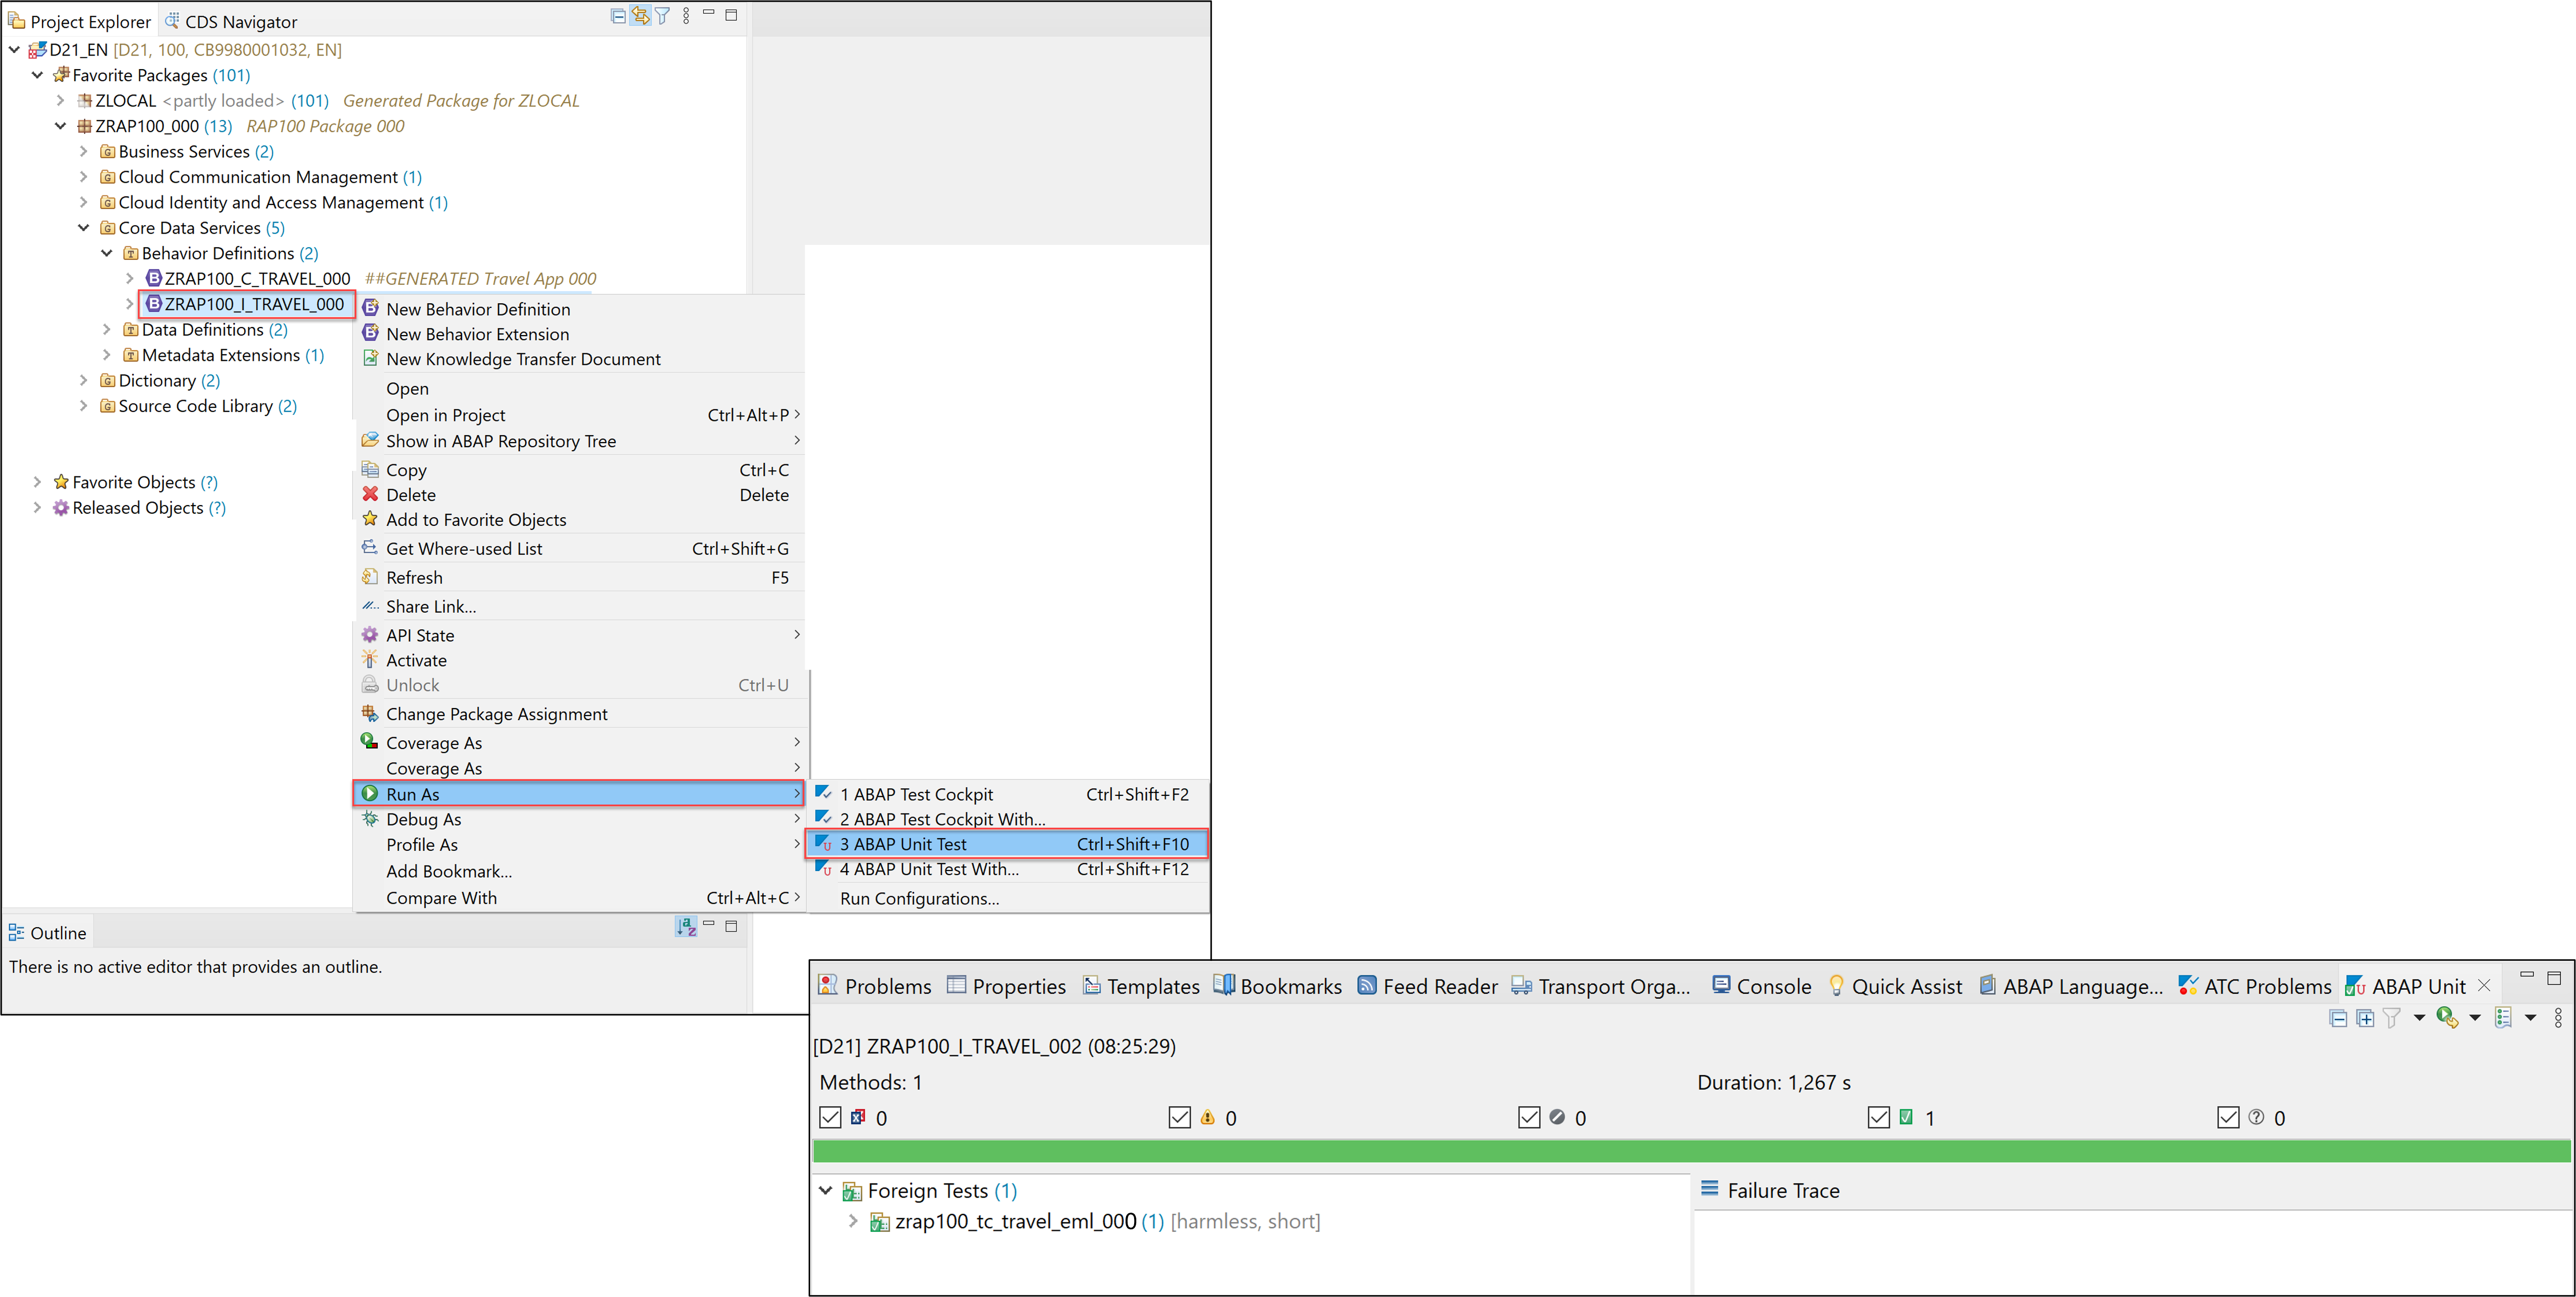 Project Explorer CDS Navigator
D21_EN [D21, 100, CB9980001032, EN]
Favorite Packages (101)
ZLOCAL <partly loaded> (101) Generated Package for ZLOCAL
ZRAP100_000 (13) RAP100 Package 000
Business Services (2)
Cloud Communication Management (1)
Cloud Identity and Access Management (1)
Core Data Services (5)
Behavior Definitions (2)
ZRAP100_C_TRAVEL_000 ##GENERATED Travel App 000
ZRAP100_I_TRAVEL_000
Data Definitions (2)
Metadata Extensions (1)
Dictionary (2)
Source Code Library (2)
Favorite Objects (?)
Released Objects (?)
New Behavior Definition
New Behavior Extension
New Knowledge Transfer Document
Open
Open in Project Ctrl+Alt+P
Show in ABAP Repository Tree
Copy Ctrl+C
Delete Delete
Add to Favorite Objects
Get Where-used List Ctrl+Shift+G
Refresh F5
Share Link...
API State
Activate
Unlock Ctrl+U
Change Package Assignment
Coverage As
Coverage As
Run As
Debug As
Profile As
Add Bookmark...
Compare With Ctrl+Alt+C
1 ABAP Test Cockpit Ctrl+Shift+F2
2 ABAP Test Cockpit With...
3 ABAP Unit Test Ctrl+Shift+F10
4 ABAP Unit Test With... Ctrl+Shift+F12
Run Configurations...
Outline
There is no active editor that provides an outline.
Problems Properties Templates Bookmarks Feed Reader Transport Orga... Console Quick Assist ABAP Language... ATC Problems ABAP Unit
[D21] ZRAP100_I_TRAVEL_002 (08:25:29)
Methods: 1 Duration: 1,267 s
0 0 0 1 0
Foreign Tests (1) Failure Trace
zrap100_tc_travel_eml_000 (1) [harmless, short]